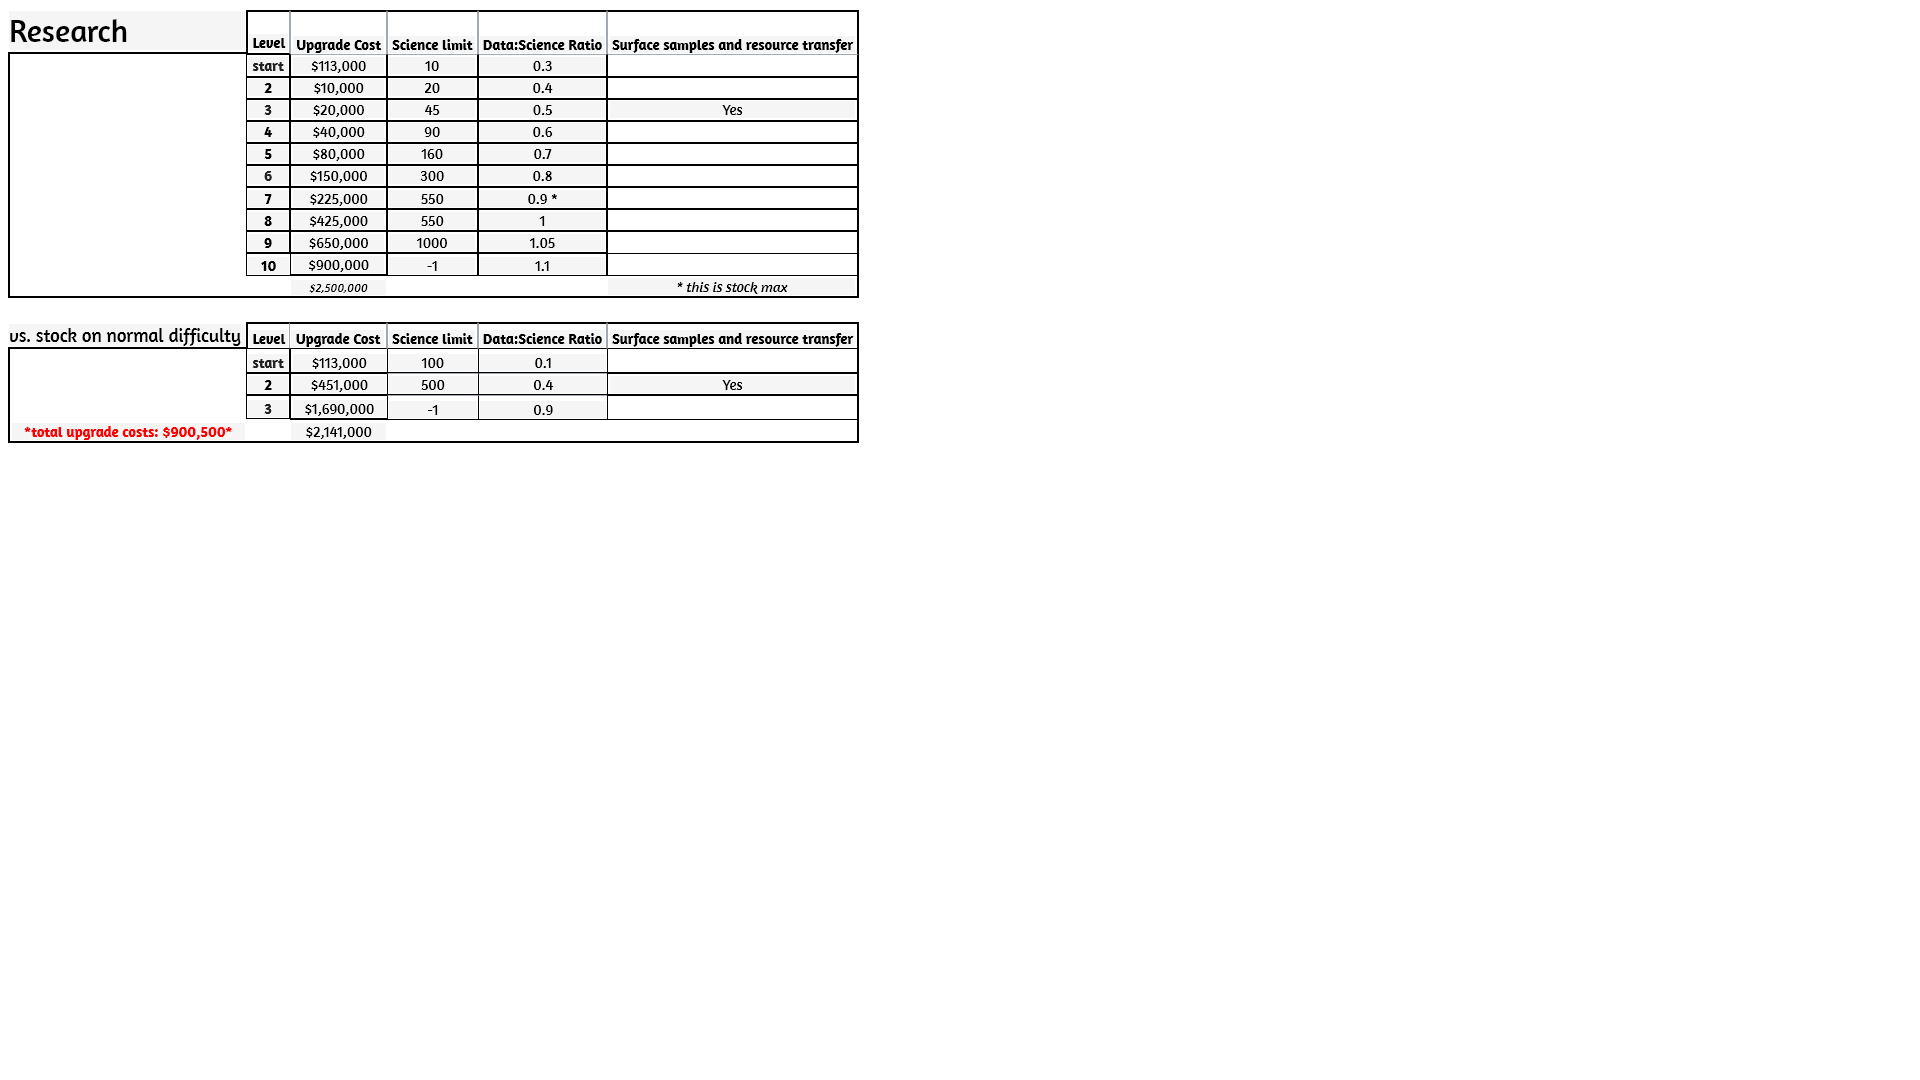 Research
Level Upgrade Cost Science limit Data:Science Ratio Surface samples and resource transfer
start $113,000 10 0.3
2 $10,000 20 0.4
3 $20,000 45 0.5 Yes
4 $40,000 90 0.6
5 $80,000 160 0.7
6 $150,000 300 0.8
7 $225,000 550 0.9 *
8 $425,000 550 1
9 $650,000 1000 1.05
10 $900,000 -1 1.1
$2,500,000 * this is stock max
vs. stock on normal difficulty Level Upgrade Cost Science limit Data:Science Ratio Surface samples and resource transfer
start $113,000 100 0.1
2 $451,000 500 0.4 Yes
3 $1,690,000 -1 0.9
*total upgrade costs: $900,500* $2,141,000